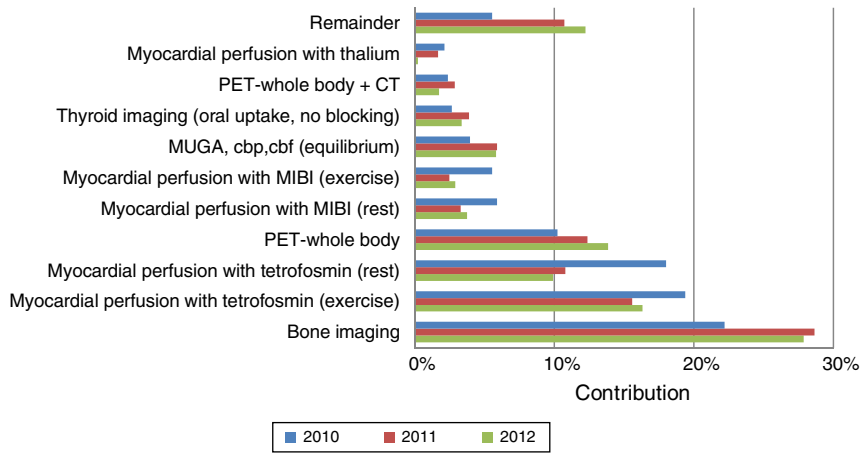 Remainder
Myocardial perfusion with thalium
PET-whole body + CT
Thyroid imaging (oral uptake, no blocking)
MUGA, cbp,cbf (equilibrium)
Myocardial perfusion with MIBI (exercise)
Myocardial perfusion with MIBI (rest)
PET-whole body
Myocardial perfusion with tetrofosmin (rest)
Myocardial perfusion with tetrofosmin (exercise)
Bone imaging
0% 10% 20% 30%
Contribution
2010 2011 2012